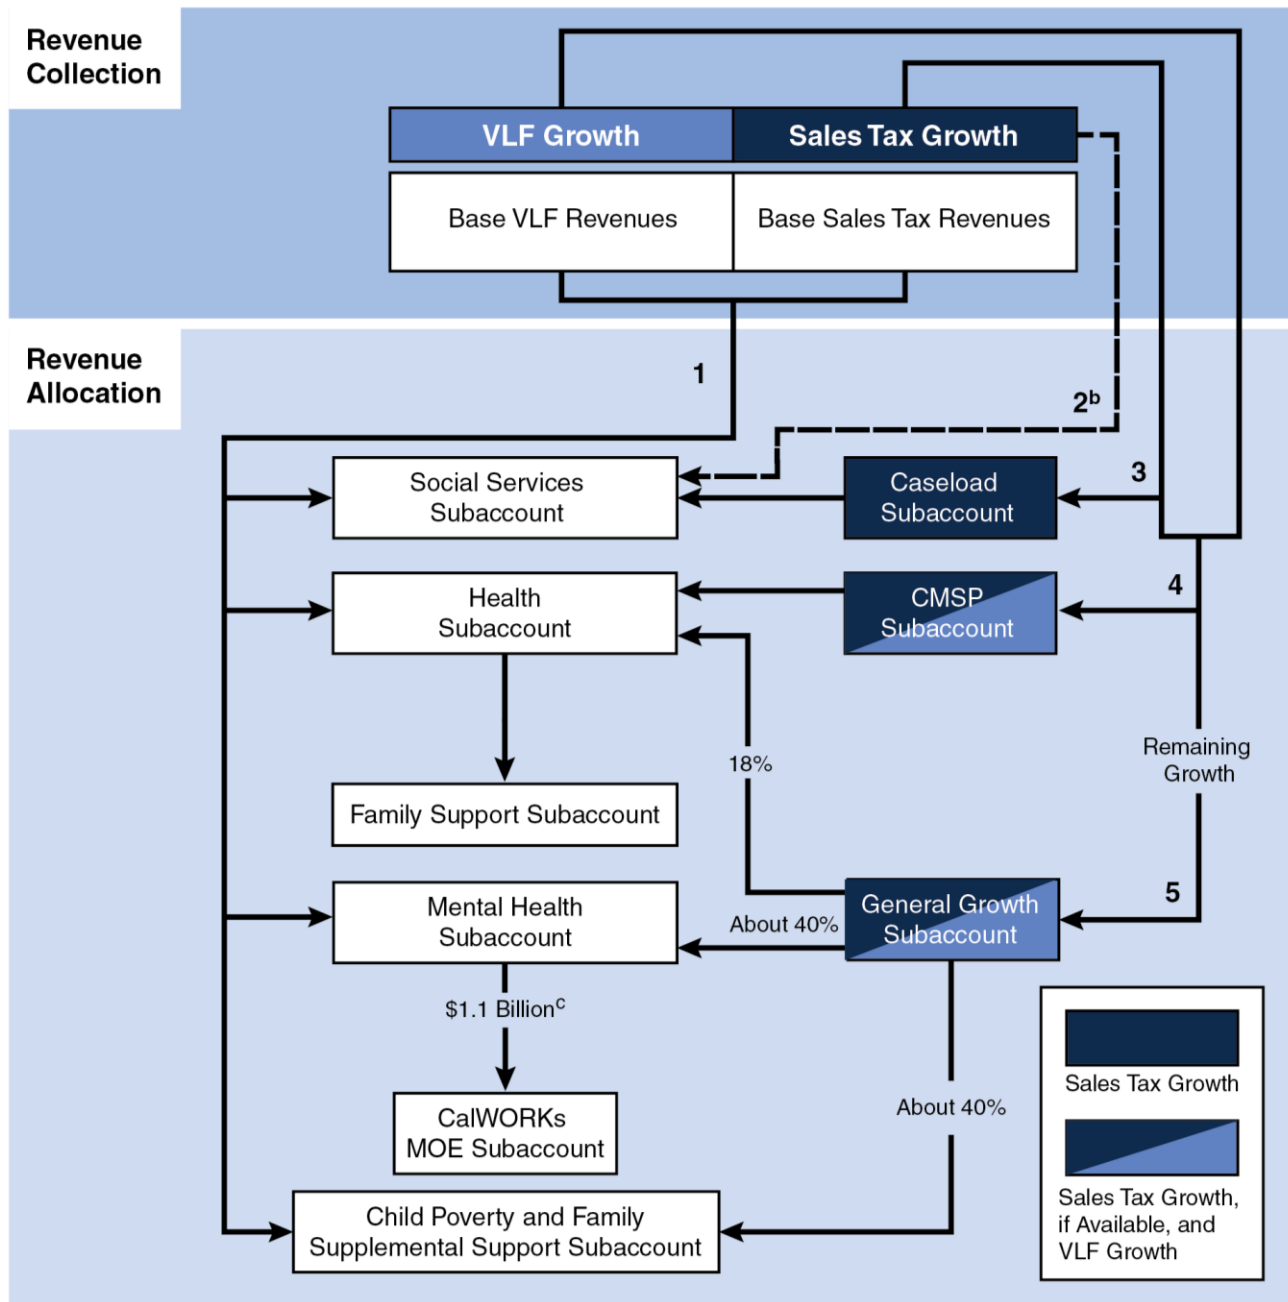 Revenue
Collection
VLF Growth
Sales Tax Growth
Base VLF Revenues
Base Sales Tax Revenues
Revenue
Allocation
1
2b
Social Services
Subaccount
Caseload
Subaccount
3
Health
Subaccount
CMSP
Subaccount
4
18%
Remaining
Growth
Family Support Subaccount
Mental Health
Subaccount
About 40%
General Growth
Subaccount
5
$1.1 Billionc
CalWORKs
MOE Subaccount
About 40%
Child Poverty and Family
Supplemental Support Subaccount
Sales Tax Growth
Sales Tax Growth,
if Available, and
VLF Growth